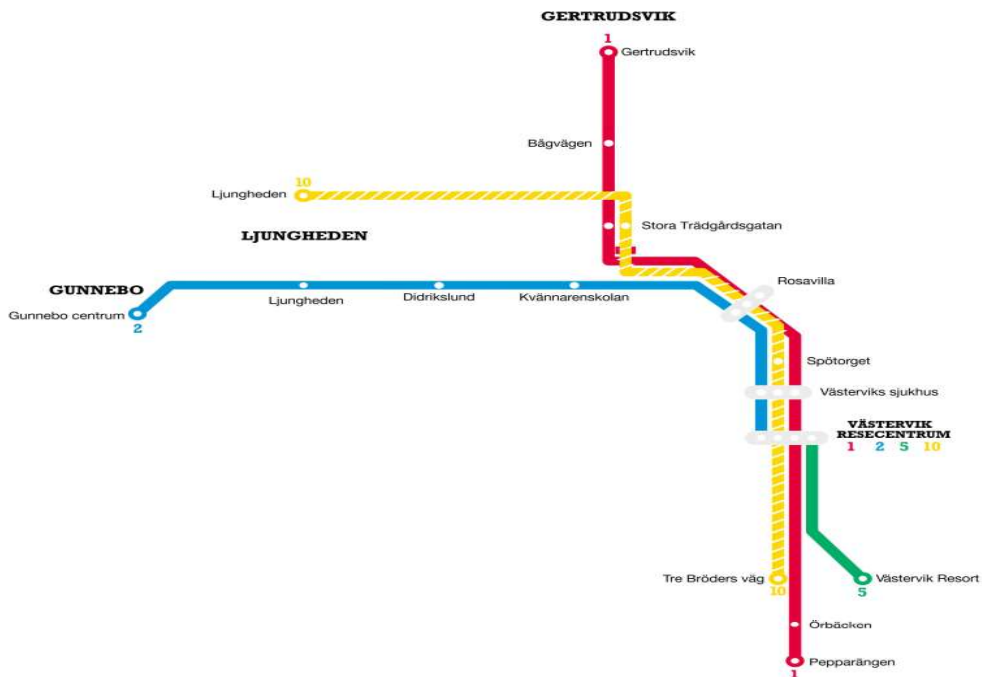 GERTRUDSVIK
1
Gertrudsvik
Bågvägen
10
Ljungheden
Stora Trädgårdsgatan
LJUNGHEDEN
Rosavilla
GUNNEBO
Ljungheden
Didrikslund
Kvännarenskolan
Gunnebo centrum
2
Spötorget
Västerviks sjukhus
VÄSTERVIK
RESECENTRUM
1 2 5 10
Tre Bröders väg
10
Västervik Resort
5
Örbäcken
Pepparängen
1